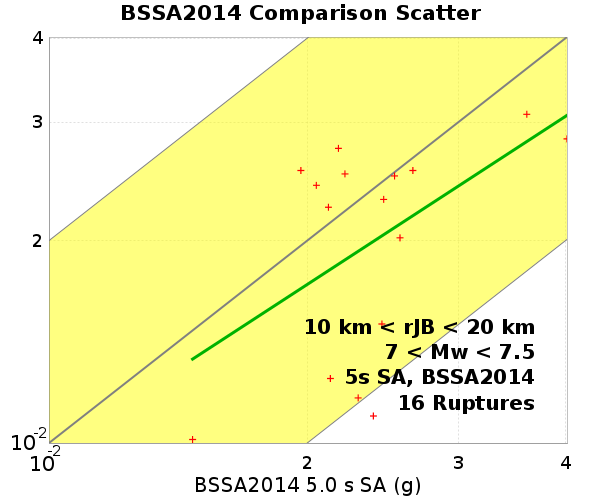 BSSA2014 Comparison Scatter
4
3
2
10-2
10 km < rJB < 20 km
7 < Mw < 7.5
5s SA, BSSA2014
16 Ruptures
10-2
2
3
4
BSSA2014 5.0 s SA (g)